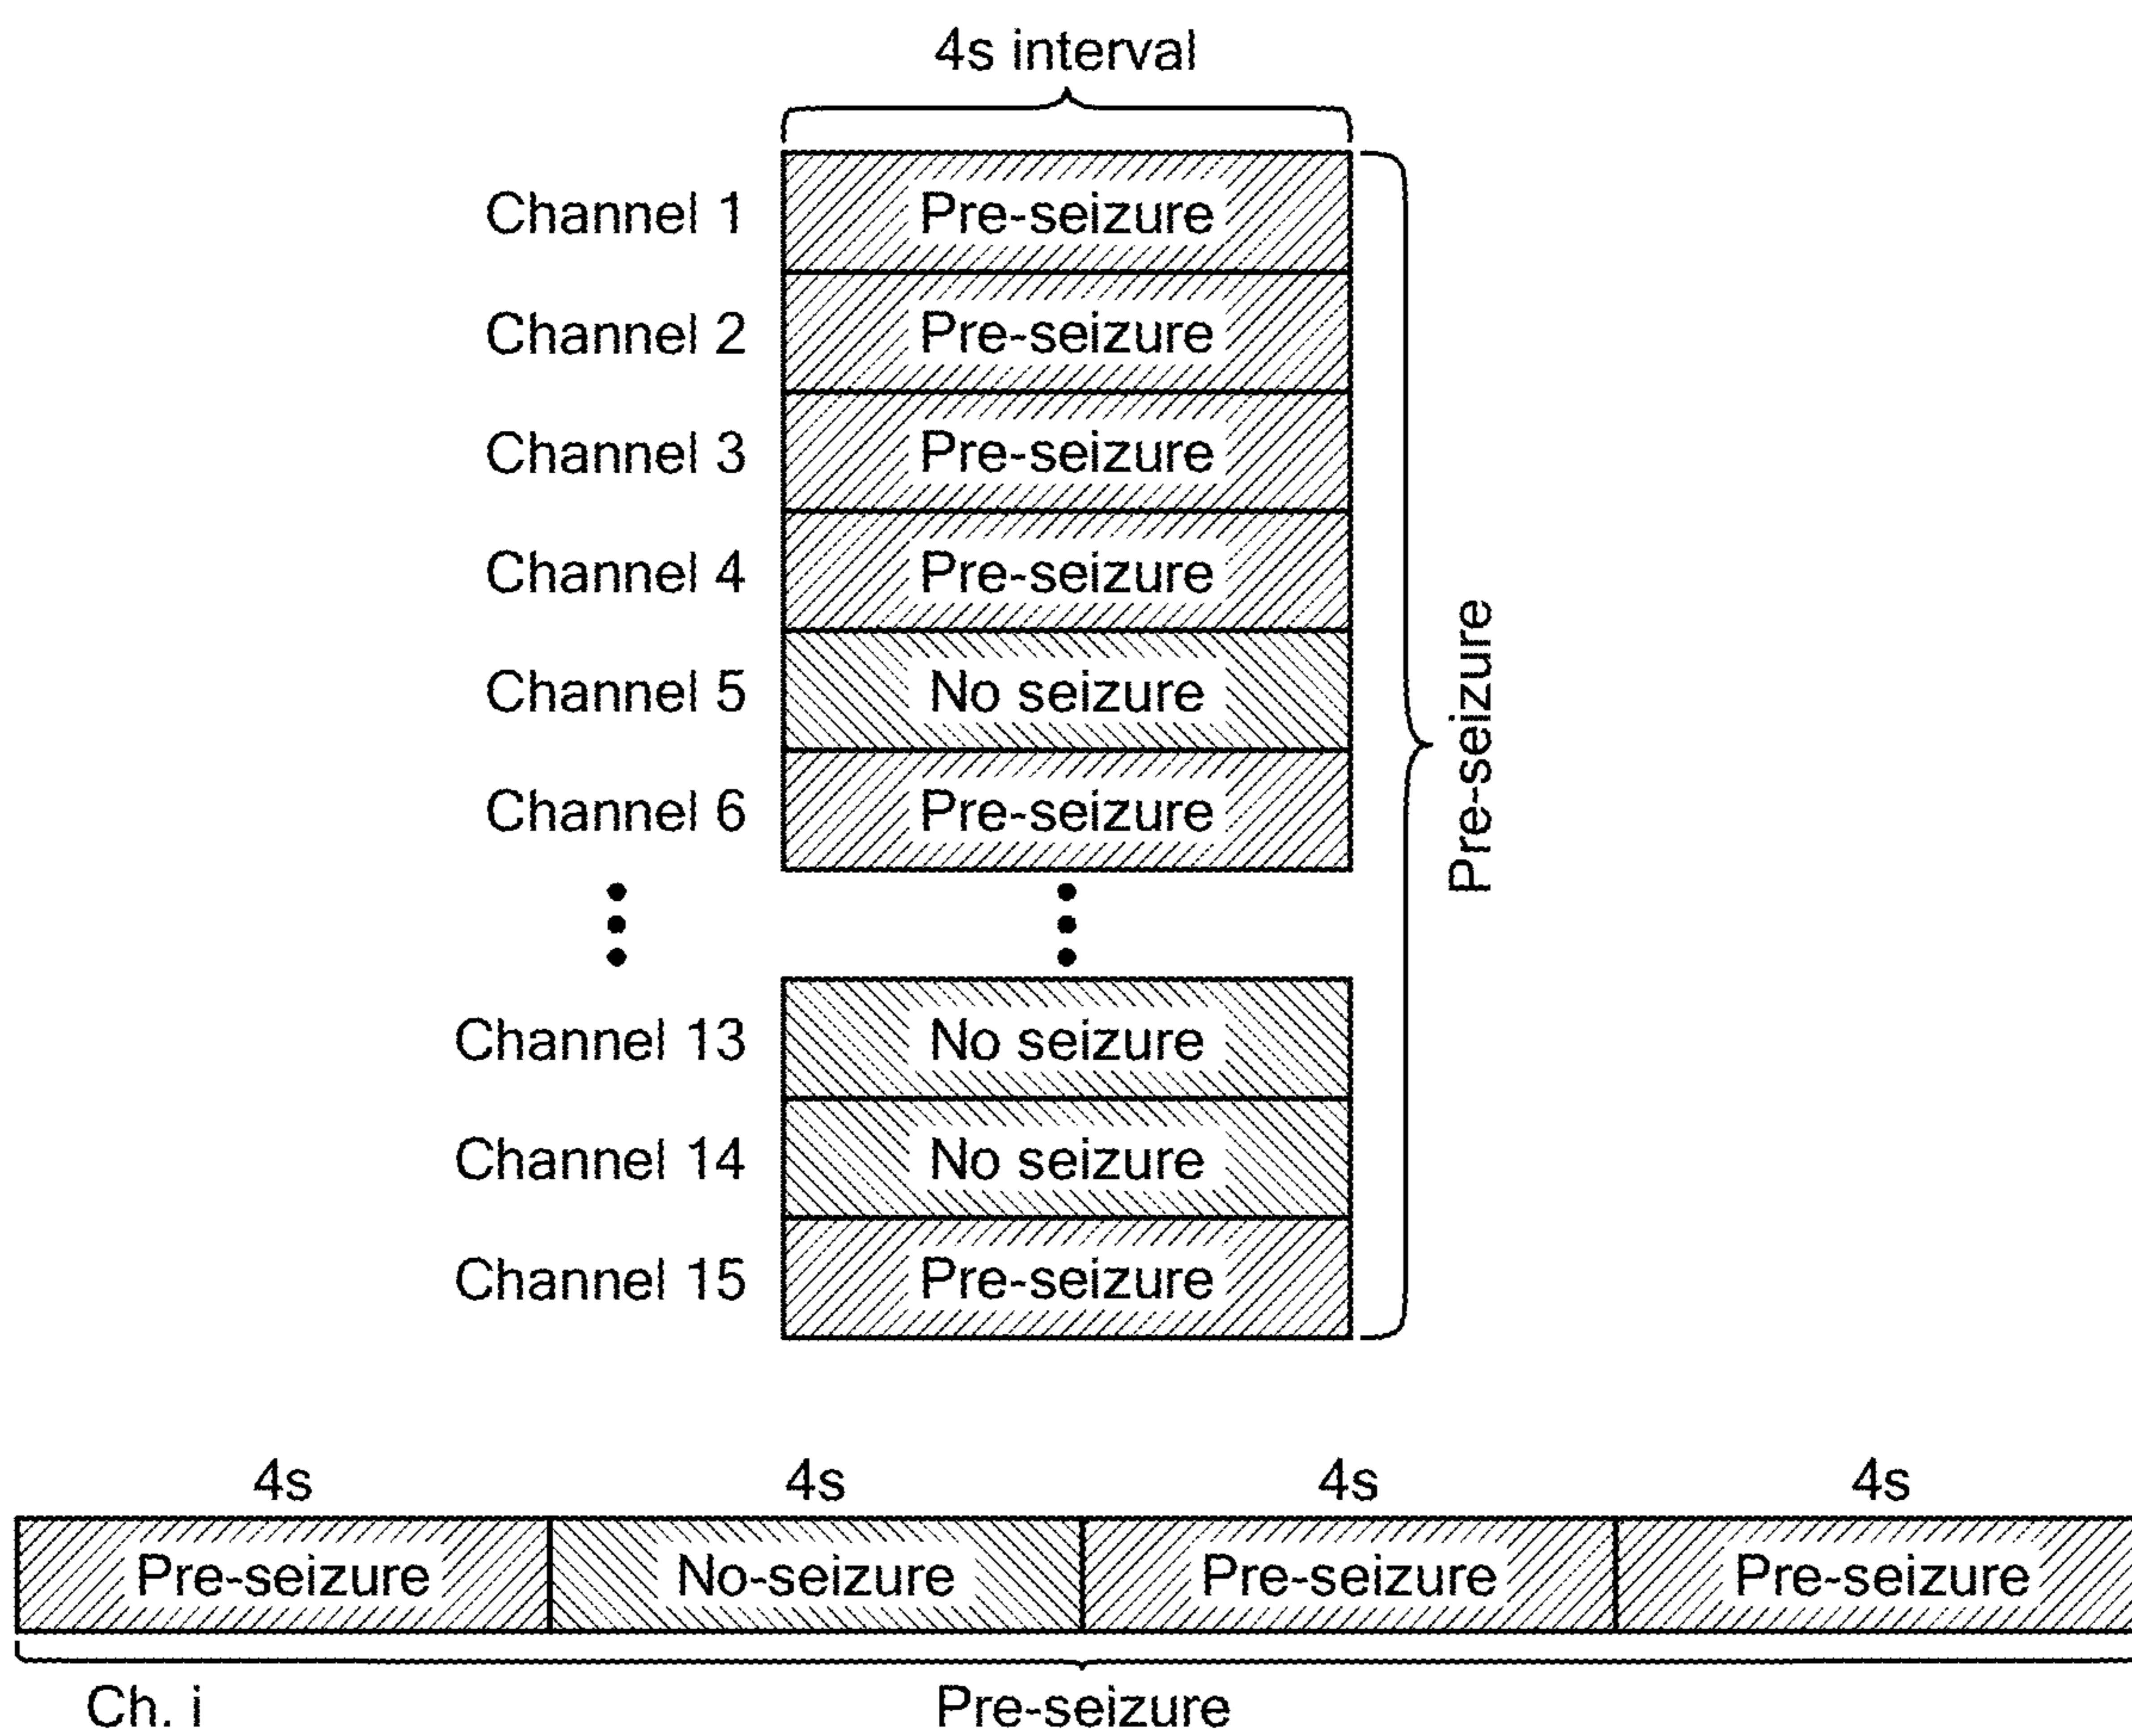 4s interval
Channel 1 Pre-seizure
Channel 2 Pre-seizure
Channel 3 Pre-seizure
Channel 4 Pre-seizure
Channel 5 No seizure
Channel 6 Pre-seizure
Pre-seizure
Channel 13 No seizure
Channel 14 No seizure
Channel 15 Pre-seizure
4s 4s 4s 4s
Pre-seizure No-seizure Pre-seizure Pre-seizure
Ch. i Pre-seizure